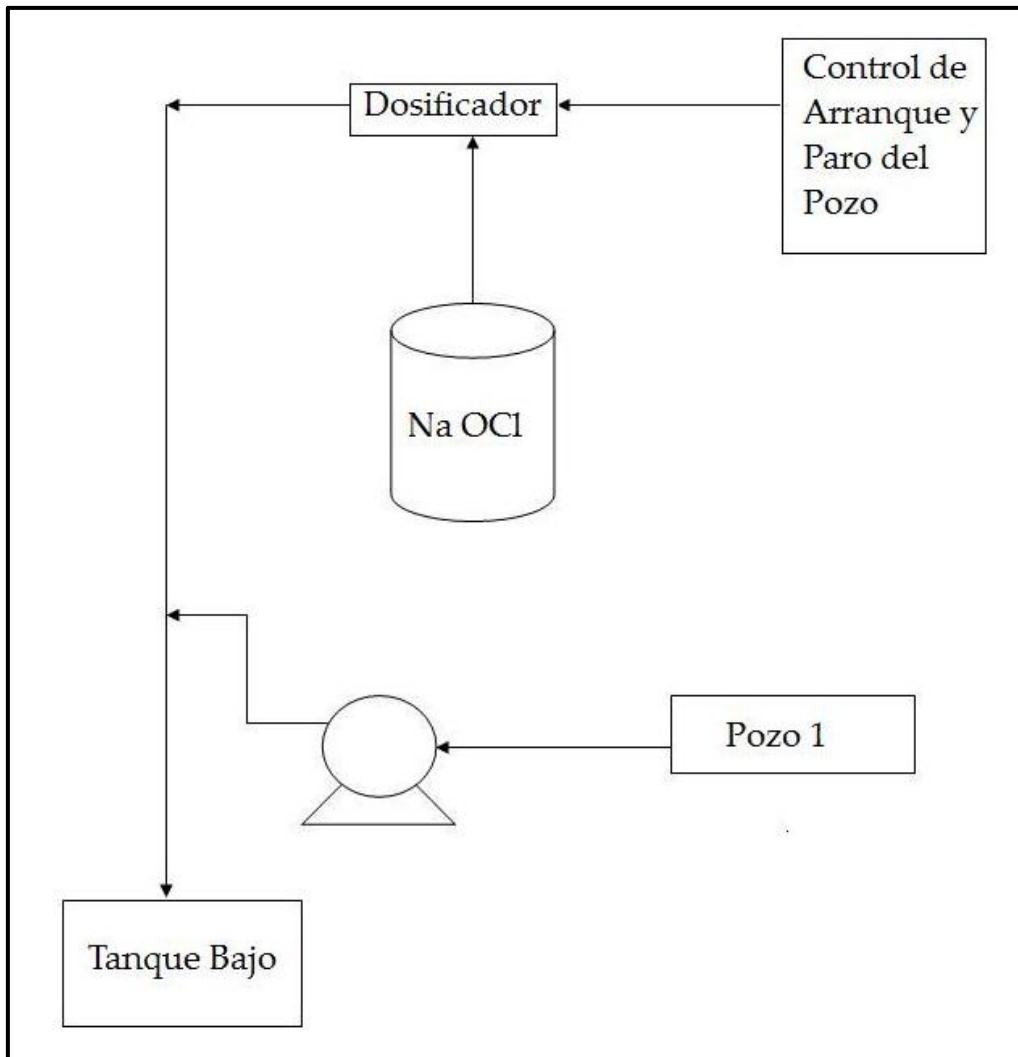 Dosificador
Control de
Arranque y
Paro del
Pozo
Na OCl
Pozo 1
Tanque Bajo